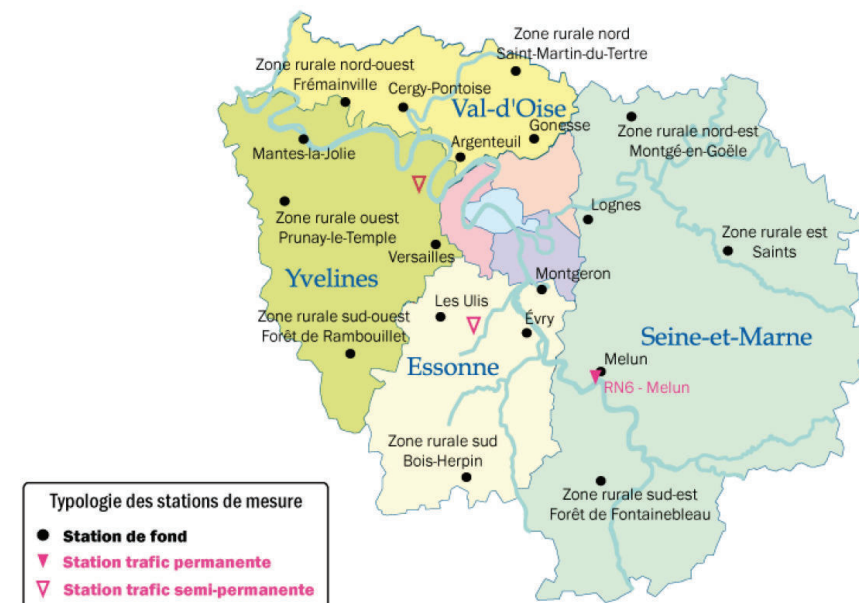 Zone rurale nord
Saint-Martin-du-Tertre
Zone rurale nord-ouest
Frémainville
Cergy-Pontoise
Val-d'Oise
Gonesse
Argenteuil
Zone rurale nord-est
Montgé-en-Goële
Mantes-la-Jolie
Lognes
Zone rurale ouest
Prunay-le-Temple
Zone rurale est
Saints
Versailles
Yvelines
Montgeron
Les Ulis
Zone rurale sud-ouest
Forêt de Rambouillet
Évry
Seine-et-Marne
Essonne
Melun
RN6 - Melun
Zone rurale sud
Bois-Herpin
Zone rurale sud-est
Forêt de Fontainebleau
Typologie des stations de mesure
Station de fond
Station trafic permanente
Station trafic semi-permanente